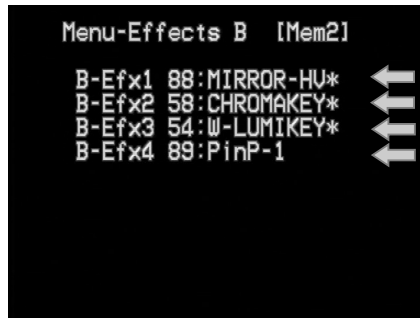 Menu-Effects B [Mem2]
B-Efx1 88:MIRROR-HV*
B-Efx2 58:CHROMAKEY*
B-Efx3 54:W-LUMIKEY*
B-Efx4 89:PinP-1